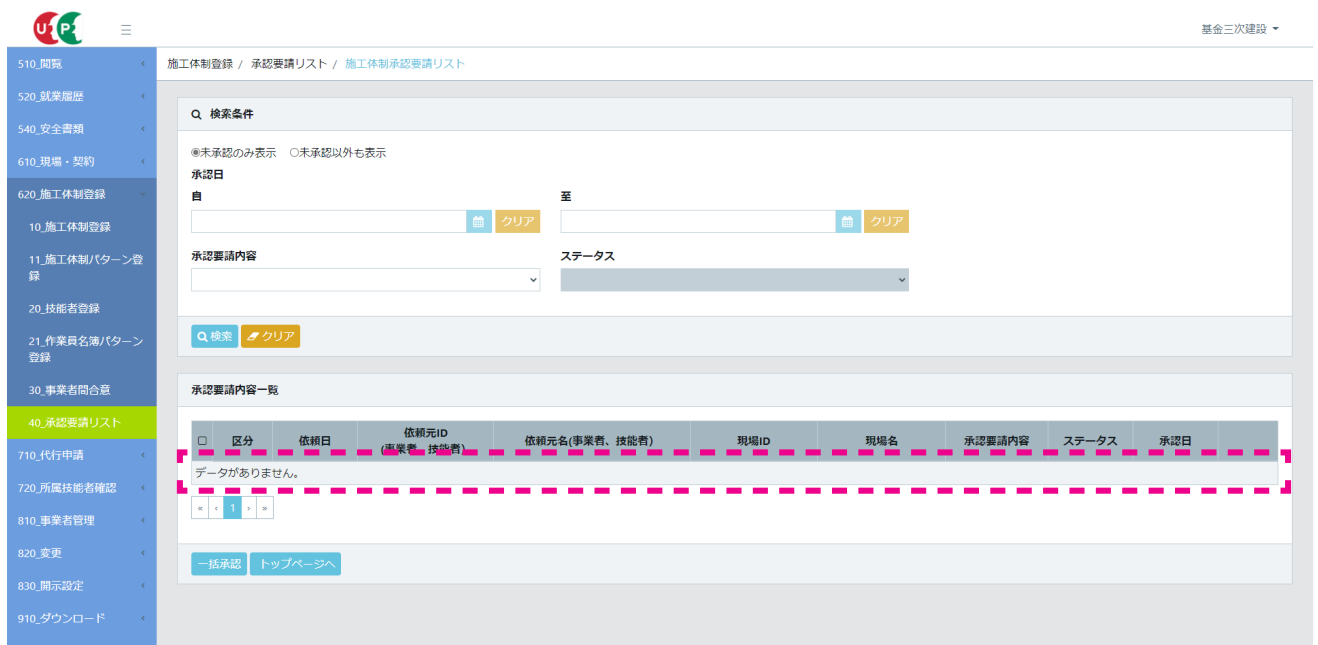 U P
基金三次建設
510_閲覧
520_就業履歴
540_安全書類
610_現場・契約
620_施工体制登録
10_施工体制登録
11_施工体制パターン登
録
20_技能者登録
21_作業員名簿パターン
登録
30_事業者間合意
40_承認要請リスト
710_代行申請
720_所属技能者確認
810_事業者管理
820_変更
830_開示設定
910_ダウンロード
施工体制登録 / 承認要請リスト / 施工体制承認要請リスト
検索条件
未承認のみ表示 未承認以外も表示
承認日
自 至
クリア クリア
承認要請内容 ステータス
検索 クリア
承認要請内容一覧
区分 依頼日 依頼元ID
(事業者、技能者) 依頼元名(事業者、技能者) 現場ID 現場名 承認要請内容 ステータス 承認日
データがありません。
« ‹ 1 › »
一括承認 トップページへ